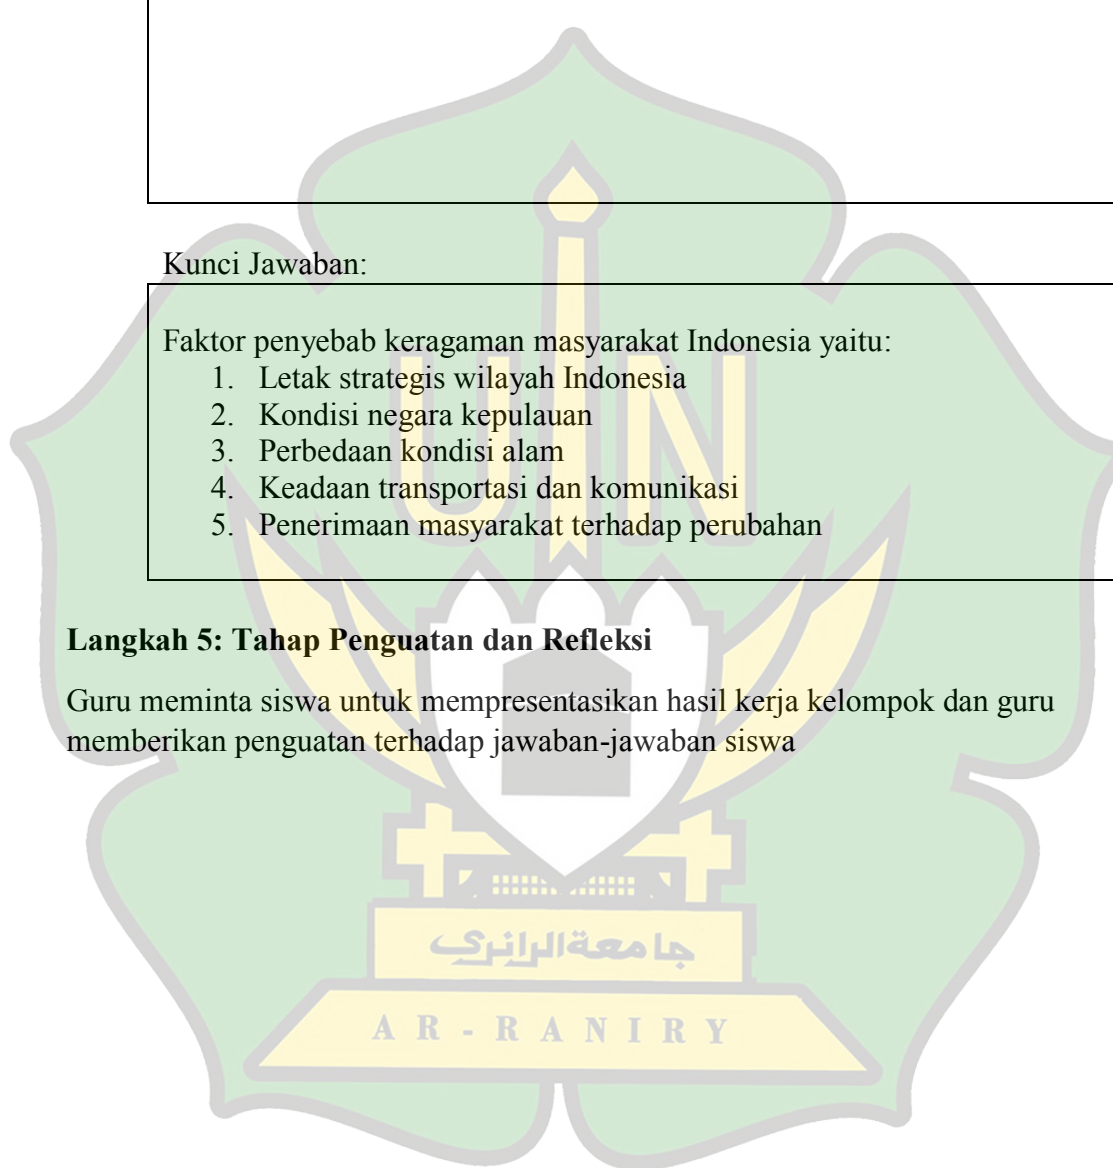 Kunci Jawaban:
Faktor penyebab keragaman masyarakat Indonesia yaitu:
1. Letak strategis wilayah Indonesia
2. Kondisi negara kepulauan
3. Perbedaan kondisi alam
4. Keadaan transportasi dan komunikasi
5. Penerimaan masyarakat terhadap perubahan
Langkah 5: Tahap Penguatan dan Refleksi
Guru meminta siswa untuk mempresentasikan hasil kerja kelompok dan guru
memberikan penguatan terhadap jawaban-jawaban siswa
UIN
جامعةالرانري
AR-RANIRY